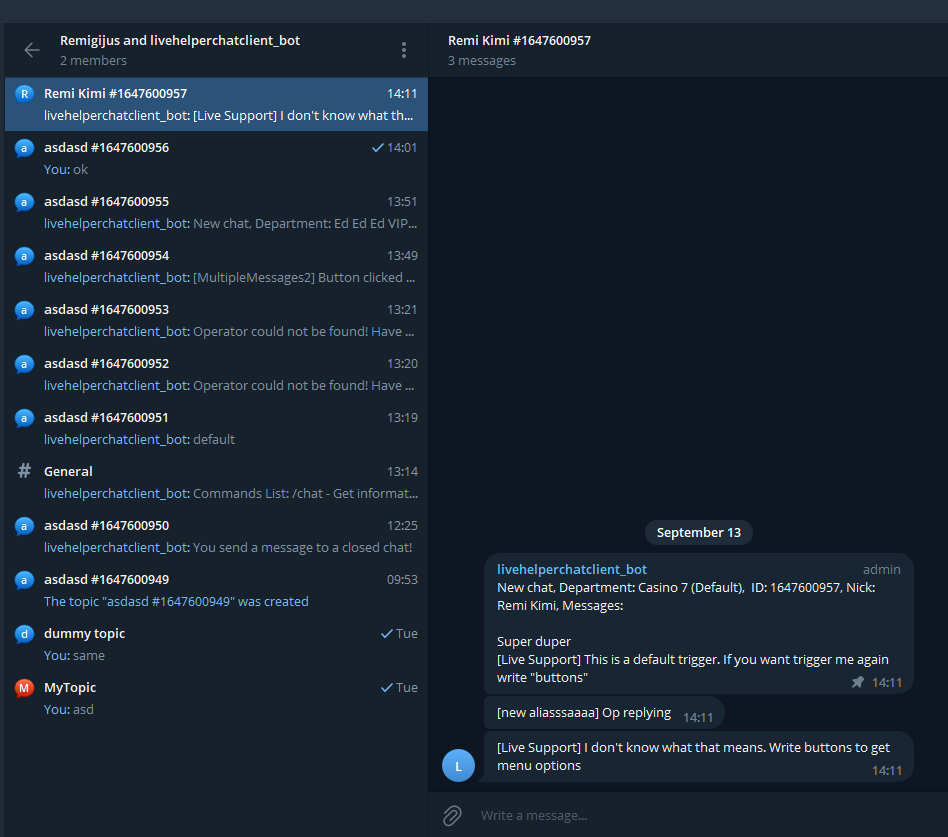 Remigijus and livehelperchatclient_bot
2 members
R
Remi Kimi #1647600957
14:11
livehelperchatclient_bot: [Live Support] I don't know what th...
a
asdasd #1647600956
14:01
You: ok
a
asdasd #1647600955
13:51
livehelperchatclient_bot: New chat, Department: Ed Ed Ed VIP...
a
asdasd #1647600954
13:49
livehelperchatclient_bot: [MultipleMessages2] Button clicked ...
a
asdasd #1647600953
13:21
livehelperchatclient_bot: Operator could not be found! Have ...
a
asdasd #1647600952
13:20
livehelperchatclient_bot: Operator could not be found! Have ...
a
asdasd #1647600951
13:19
livehelperchatclient_bot: default
# General
13:14
livehelperchatclient_bot: Commands List: /chat - Get informat...
a
asdasd #1647600950
12:25
livehelperchatclient_bot: You send a message to a closed chat!
a
asdasd #1647600949
09:53
The topic "asdasd #1647600949" was created
d
dummy topic
Tue
You: same
M
MyTopic
Tue
You: asd
Remi Kimi #1647600957
3 messages
September 13
livehelperchatclient_bot
admin
New chat, Department: Casino 7 (Default),  ID: 1647600957, Nick:
Remi Kimi, Messages:
Super duper
[Live Support] This is a default trigger. If you want trigger me again
write "buttons"
14:11
[new aliasssaaaa] Op replying
14:11
[Live Support] I don't know what that means. Write buttons to get
menu options
14:11
L
Write a message...